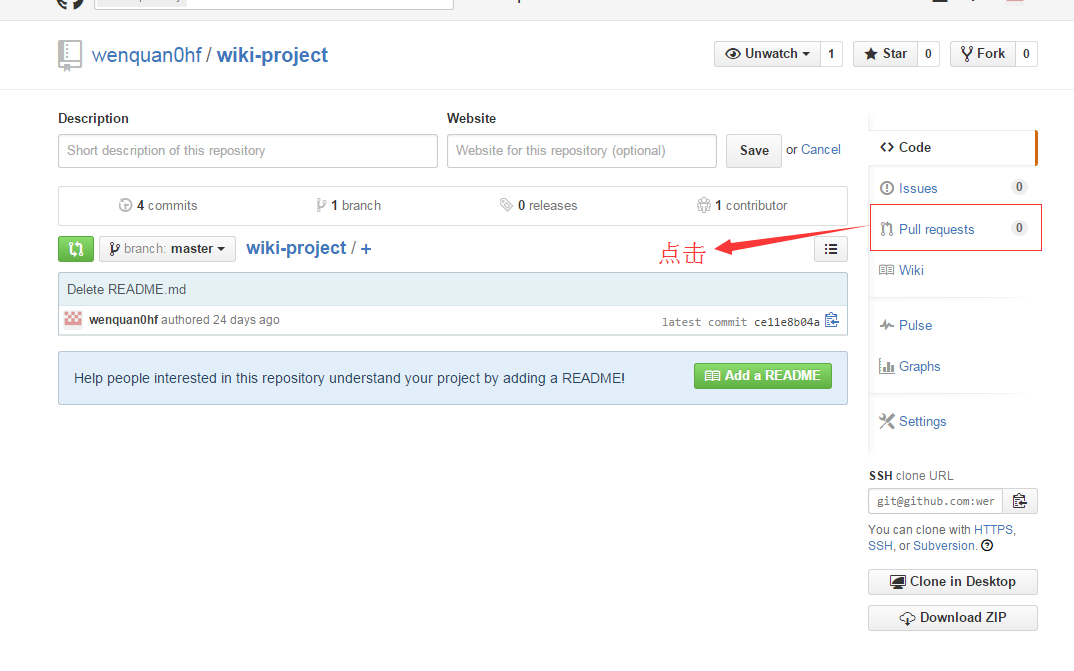 wenquan0hf / wiki-project
Unwatch 1
Star 0
Fork 0
Description
Website
Short description of this repository
Website for this repository (optional)
Save or Cancel
4 commits
1 branch
0 releases
1 contributor
branch: master
wiki-project / +
点击
Delete README.md
wenquan0hf authored 24 days ago
latest commit ce11e8b04a
Help people interested in this repository understand your project by adding a README!
Add a README
Code
Issues 0
Pull requests 0
Wiki
Pulse
Graphs
Settings
SSH clone URL
git@github.com:wer
You can clone with HTTPS,
SSH, or Subversion.
Clone in Desktop
Download ZIP